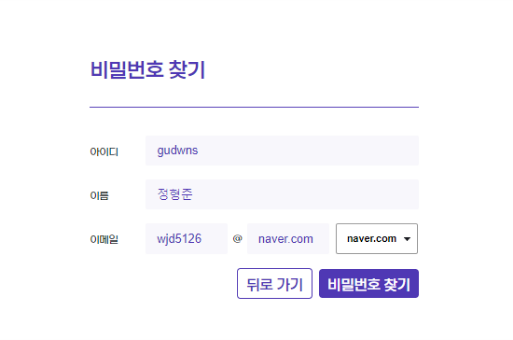 비밀번호 찾기
아이디 gudwns
이름 정형준
이메일 wjd5126 @ naver.com naver.com
뒤로 가기 비밀번호 찾기